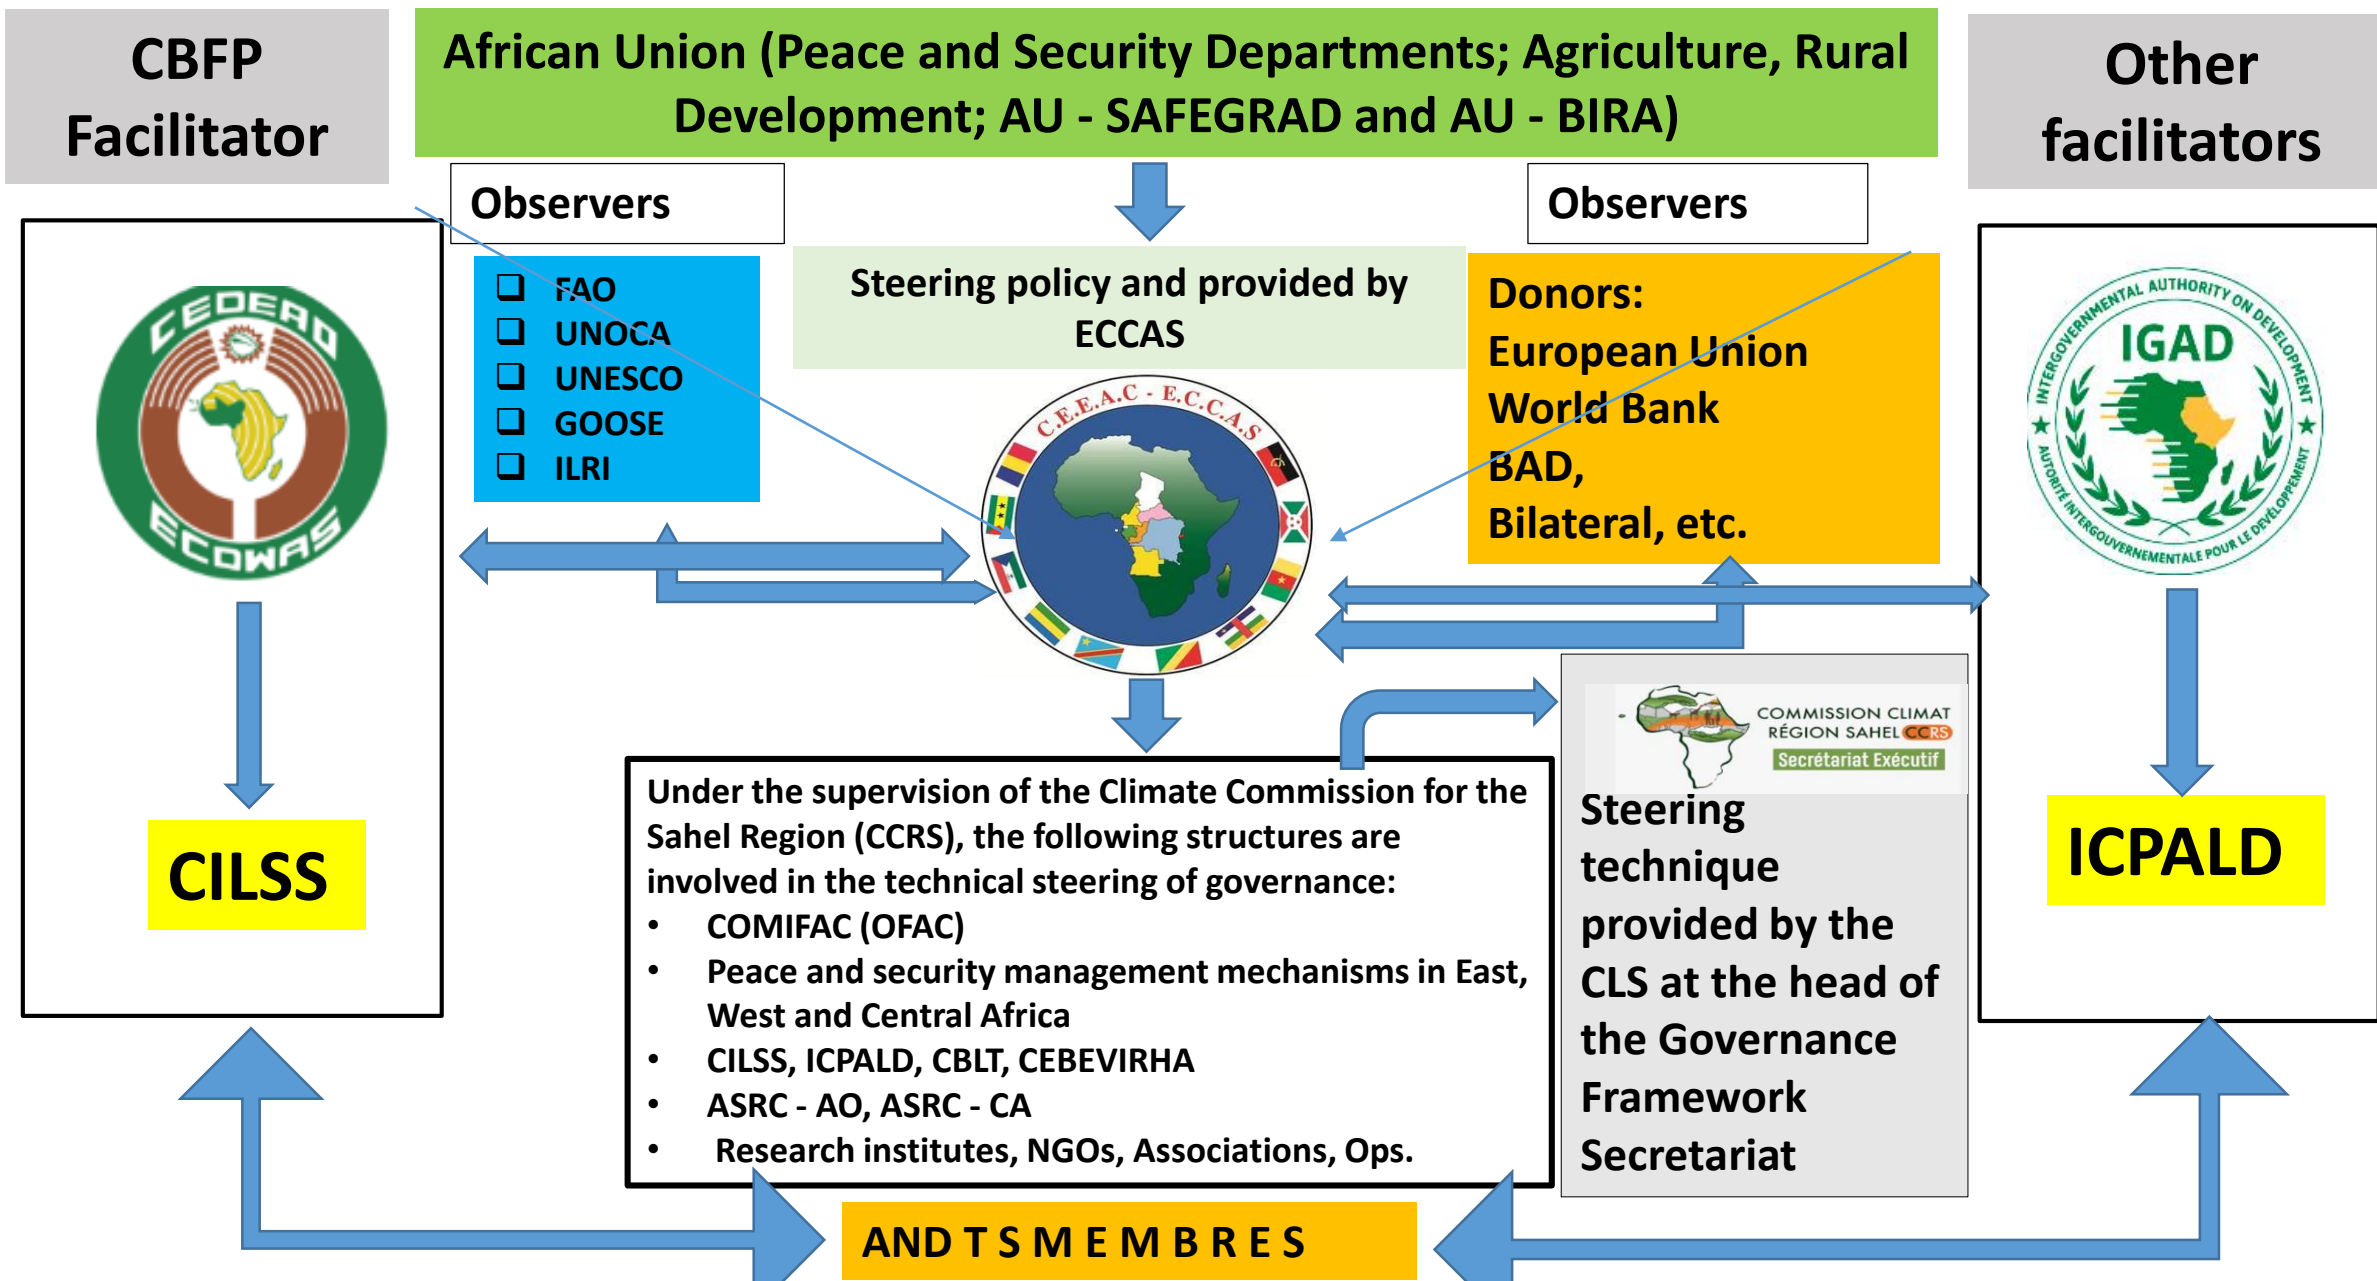 CBFP
Facilitator
African Union (Peace and Security Departments; Agriculture, Rural
Development; AU - SAFEGRAD and AU - BIRA)
Other
facilitators
Observers
Observers
FAO
UNOCA
UNESCO
GOOSE
ILRI
Steering policy and provided by
ECCAS
Donors:
European Union
World Bank
BAD,
Bilateral, etc.
CEDEAO
ECOWAS
C.E.E.A.C - E.C.C.A.S
INTERGOVERNMENTAL AUTHORITY ON DEVELOPMENT
IGAD
AUTORITÉ INTERGOUVERNEMENTALE POUR LE DÉVELOPPEMENT
CILSS
Under the supervision of the Climate Commission for the
Sahel Region (CCRS), the following structures are
involved in the technical steering of governance:
• COMIFAC (OFAC)
• Peace and security management mechanisms in East,
West and Central Africa
• CILSS, ICPALD, CBLT, CEBEVIRHA
• ASRC - AO, ASRC - CA
• Research institutes, NGOs, Associations, Ops.
COMMISSION CLIMAT
RÉGION SAHEL CCRS
Secrétariat Exécutif
Steering
technique
provided by the
CLS at the head of
the Governance
Framework
Secretariat
ICPALD
AND T S M E M B R E S